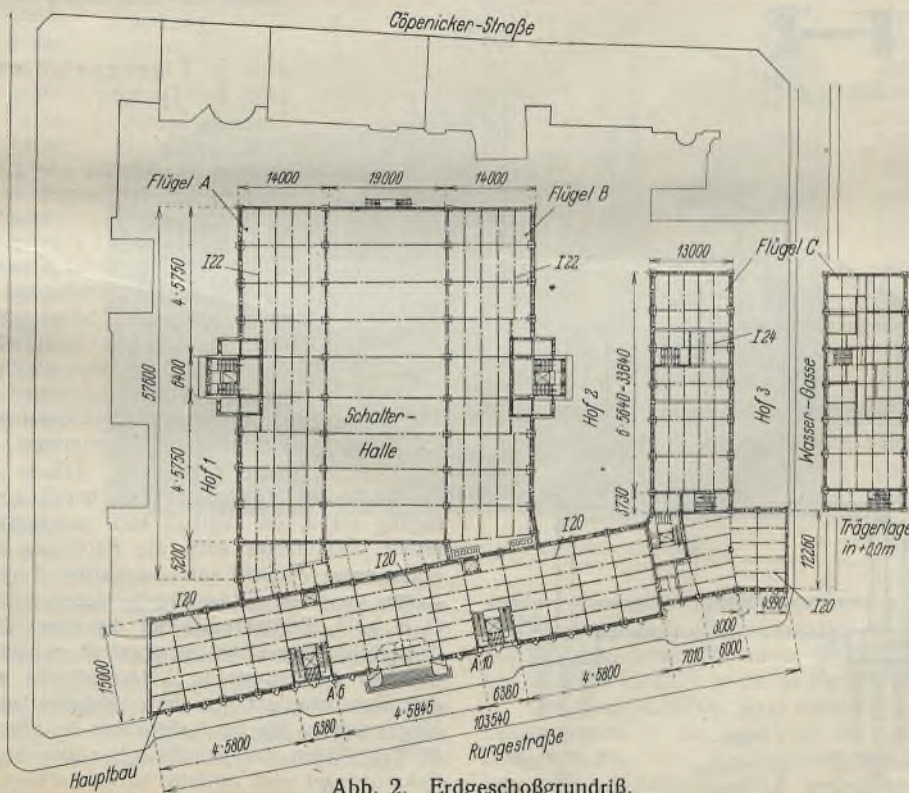 Cöpenicker-Straße
Flügel A
14000
19000
14000
Flügel B
I22
I22
4·5750
57600
6400
4·5750
5200
Hof 1
Schalter-
Halle
Hof 2
13000
Flügel C
I24
6·5640=33840
3730
Hof 3
Wasser-Gasse
Trägerlage
in +0,0 m
12260
I20
I20
I20
I20
4990
3000
6000
7010
15000
A·6
A·10
4·5800
6380
4·5845
6380
4·5800
103540
Hauptbau
Rungestraße
Abb. 2. Erdgeschoßgrundriß.